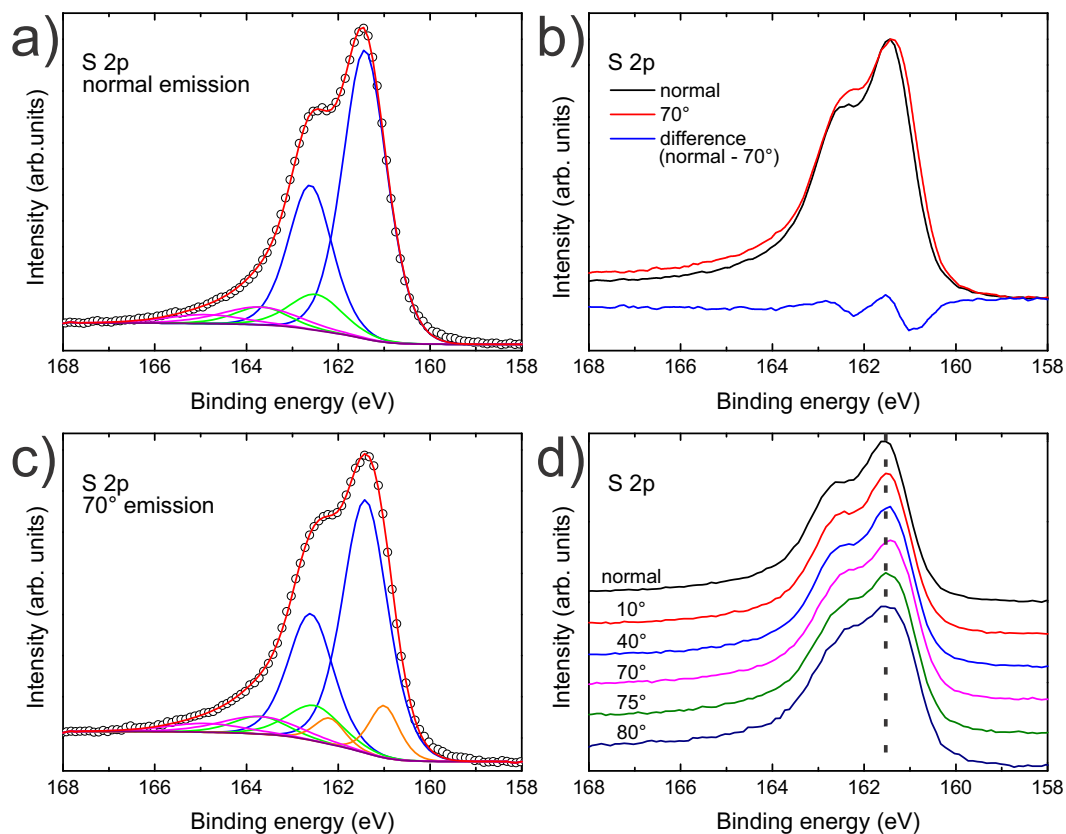 a)
S 2p
normal emission
Intensity (arb.units)
168 166 164 162 160 158
Binding energy (eV)
b)
S 2p
normal
70°
difference
(normal - 70°)
Intensity (arb. units)
168 166 164 162 160 158
Binding energy (eV)
c)
S 2p
70° emission
Intensity (arb. units)
168 166 164 162 160 158
Binding energy (eV)
d)
S 2p
normal
10°
40°
70°
75°
80°
Intensity (arb. units)
168 166 164 162 160 158
Binding energy (eV)